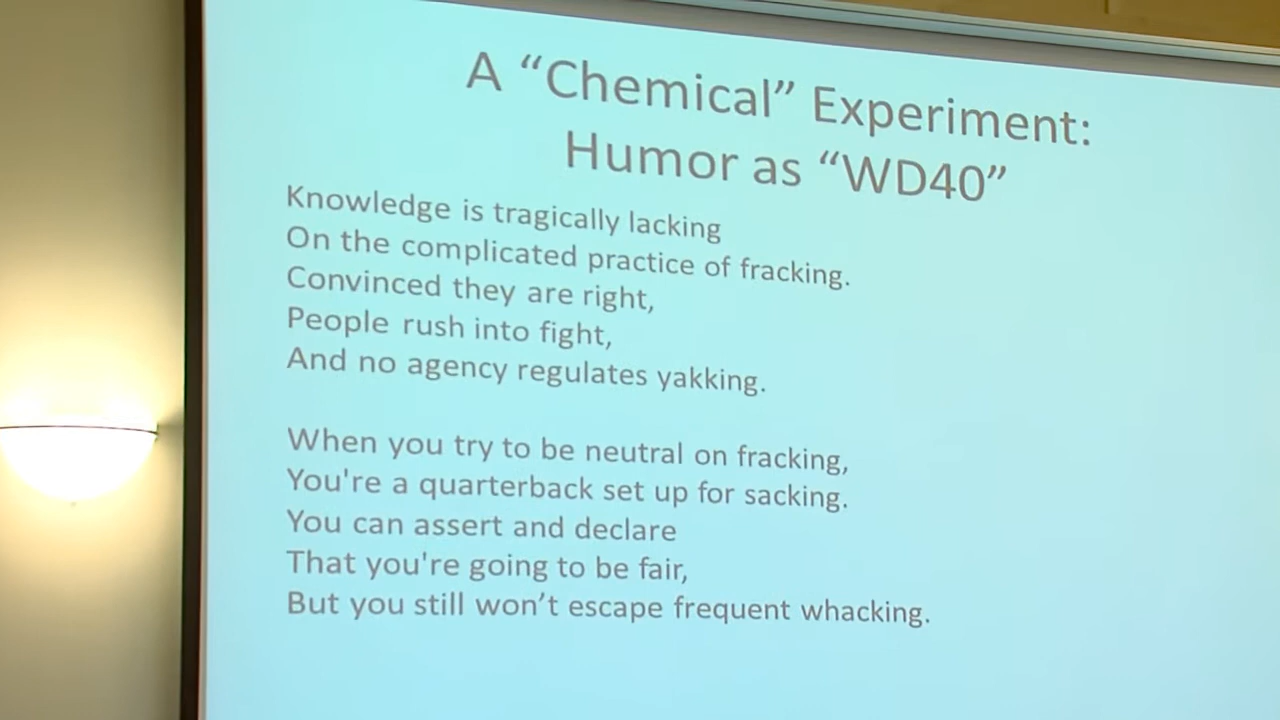 A “Chemical” Experiment:
Humor as “WD40”
Knowledge is tragically lacking
On the complicated practice of fracking.
Convinced they are right,
People rush into fight,
And no agency regulates yakking.
When you try to be neutral on fracking,
You're a quarterback set up for sacking.
You can assert and declare
That you're going to be fair,
But you still won’t escape frequent whacking.